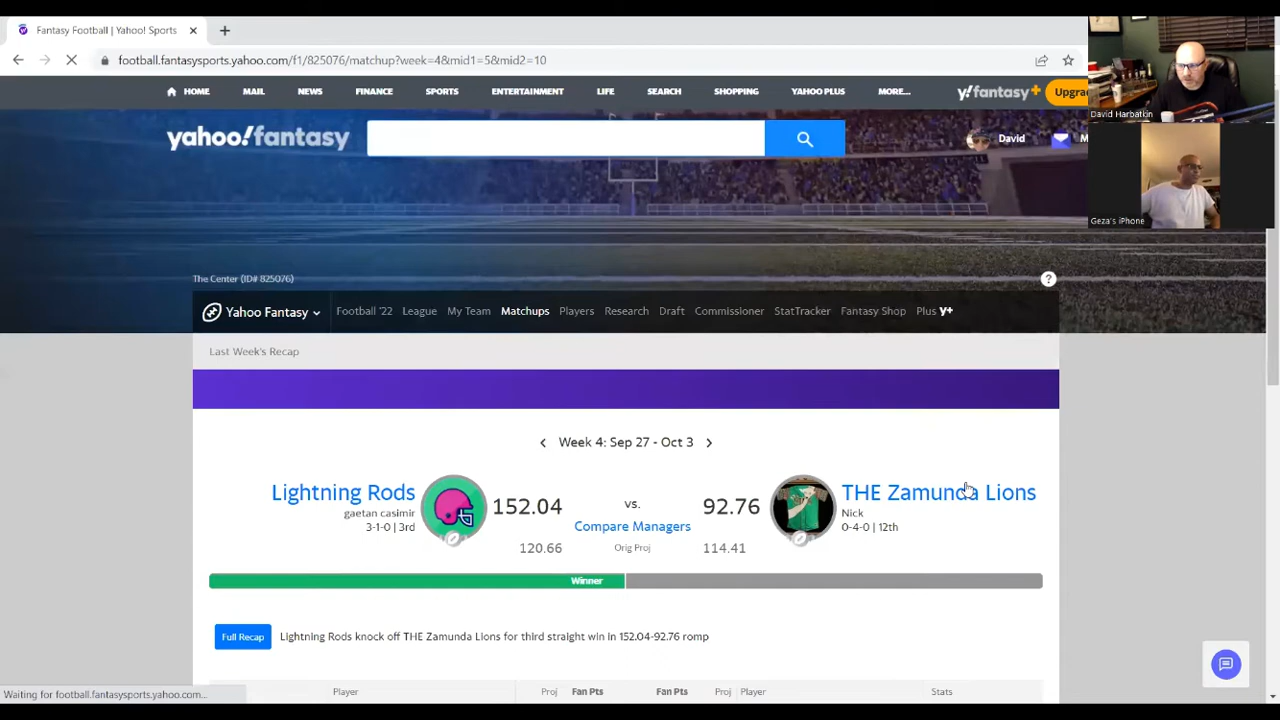 Fantasy Football | Yahoo! Sports
football.fantasysports.yahoo.com/f1/825076/matchup?week=4&mid1=5&mid2=10
HOME MAIL NEWS FINANCE SPORTS ENTERTAINMENT LIFE SEARCH SHOPPING YAHOO PLUS MORE... y!fantasy+ Upgra
yahoo!fantasy David M
David Harbatkin
Geza's iPhone
The Center (ID# 825076) ?
Yahoo Fantasy Football '22 League My Team Matchups Players Research Draft Commissioner StatTracker Fantasy Shop Plus y+
Last Week's Recap
Week 4: Sep 27 - Oct 3
Lightning Rods 152.04 vs. 92.76 THE Zamunda Lions
gaetan casimir Nick
3-1-0 | 3rd Compare Managers 0-4-0 | 12th
120.66 Orig Proj 114.41
Winner
Full Recap Lightning Rods knock off THE Zamunda Lions for third straight win in 152.04-92.76 romp
Player Proj Fan Pts Fan Pts Proj Player Stats
Waiting for football.fantasysports.yahoo.com...